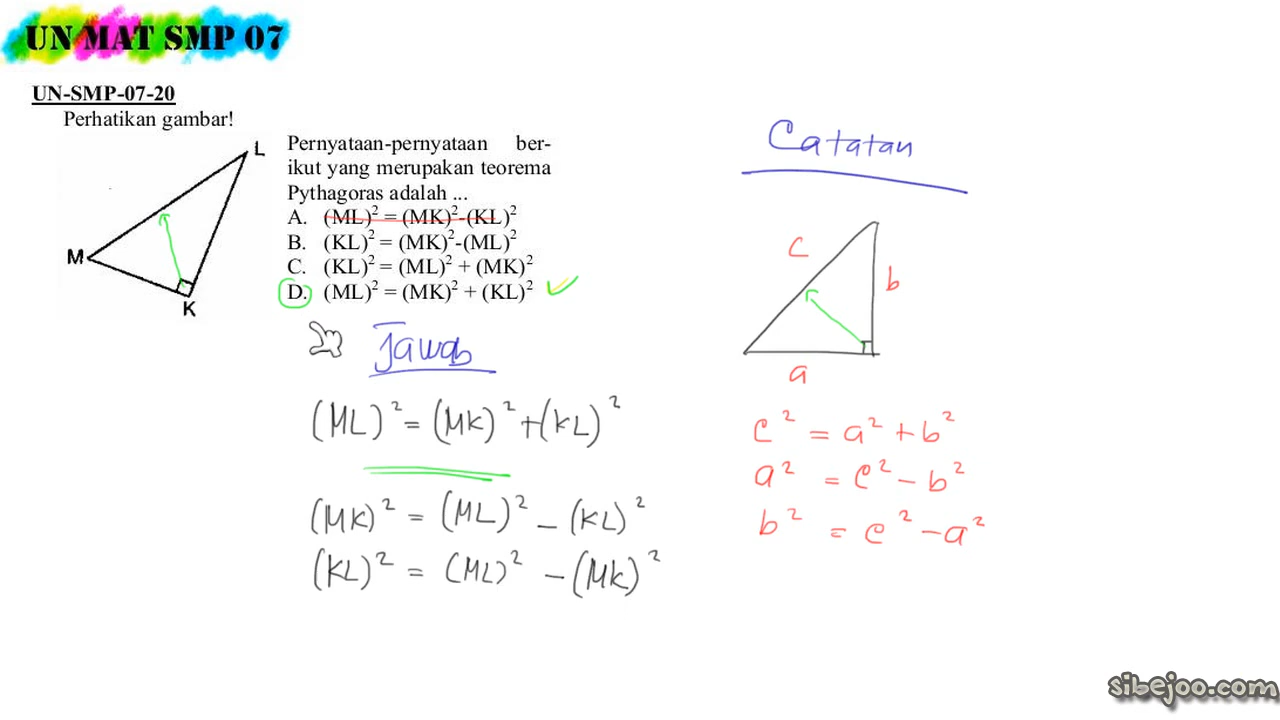 UN MAT SMP 07
UN-SMP-07-20
Perhatikan gambar!
L
M
K
Pernyataan-pernyataan ber-
ikut yang merupakan teorema
Pythagoras adalah ...
A. (ML)² = (MK)²-(KL)²
B. (KL)² = (MK)²-(ML)²
C. (KL)² = (ML)² + (MK)²
D. (ML)² = (MK)² + (KL)²
Jawab
(ML)² = (MK)² + (KL)²
(MK)² = (ML)² - (KL)²
(KL)² = (ML)² - (MK)²
Catatan
c
b
a
c² = a² + b²
a² = c² - b²
b² = c² - a²
sibejoo.com